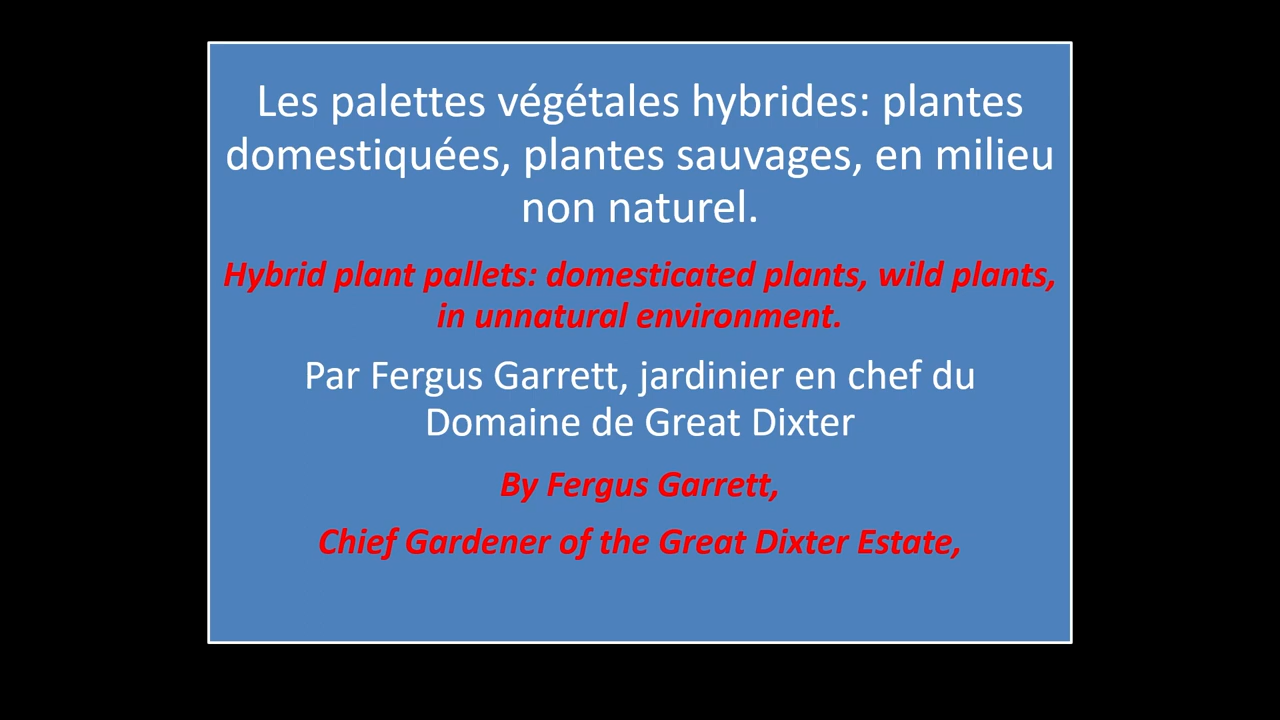 Les palettes végétales hybrides: plantes
domestiquées, plantes sauvages, en milieu
non naturel.
Hybrid plant pallets: domesticated plants, wild plants,
in unnatural environment.
Par Fergus Garrett, jardinier en chef du
Domaine de Great Dixter
By Fergus Garrett,
Chief Gardener of the Great Dixter Estate,